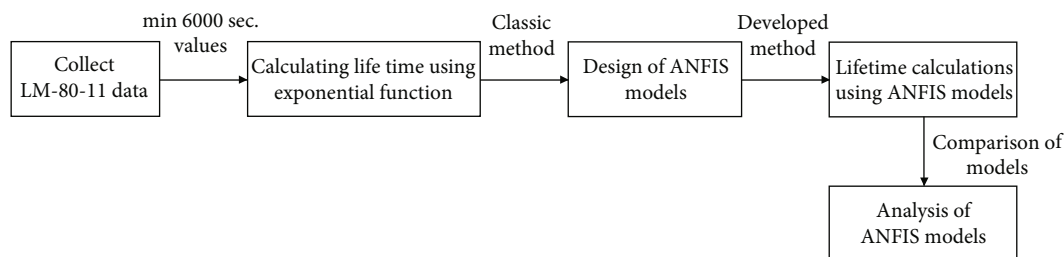 min 6000 sec.
values
Classic
method
Developed
method
Collect
LM-80-11 data
Calculating life time using
exponential function
Design of ANFIS
models
Lifetime calculations
using ANFIS models
Comparison of
models
Analysis of
ANFIS models